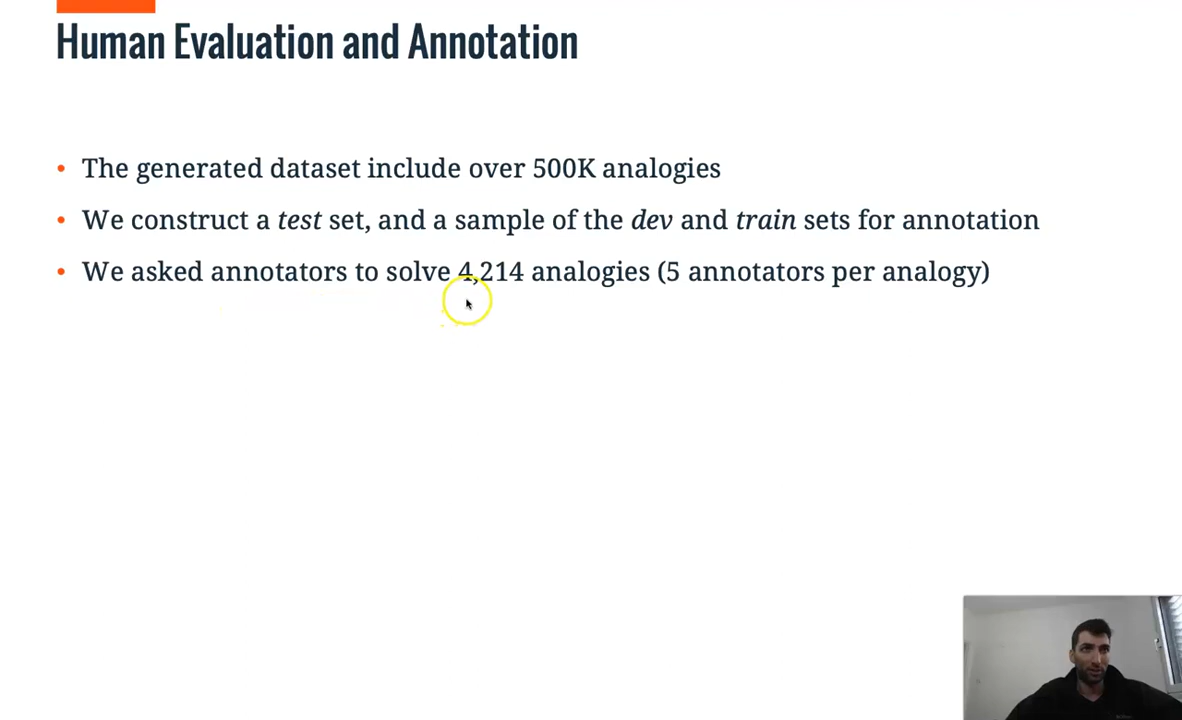 Human Evaluation and Annotation
• The generated dataset include over 500K analogies
• We construct a test set, and a sample of the dev and train sets for annotation
• We asked annotators to solve 4,214 analogies (5 annotators per analogy)